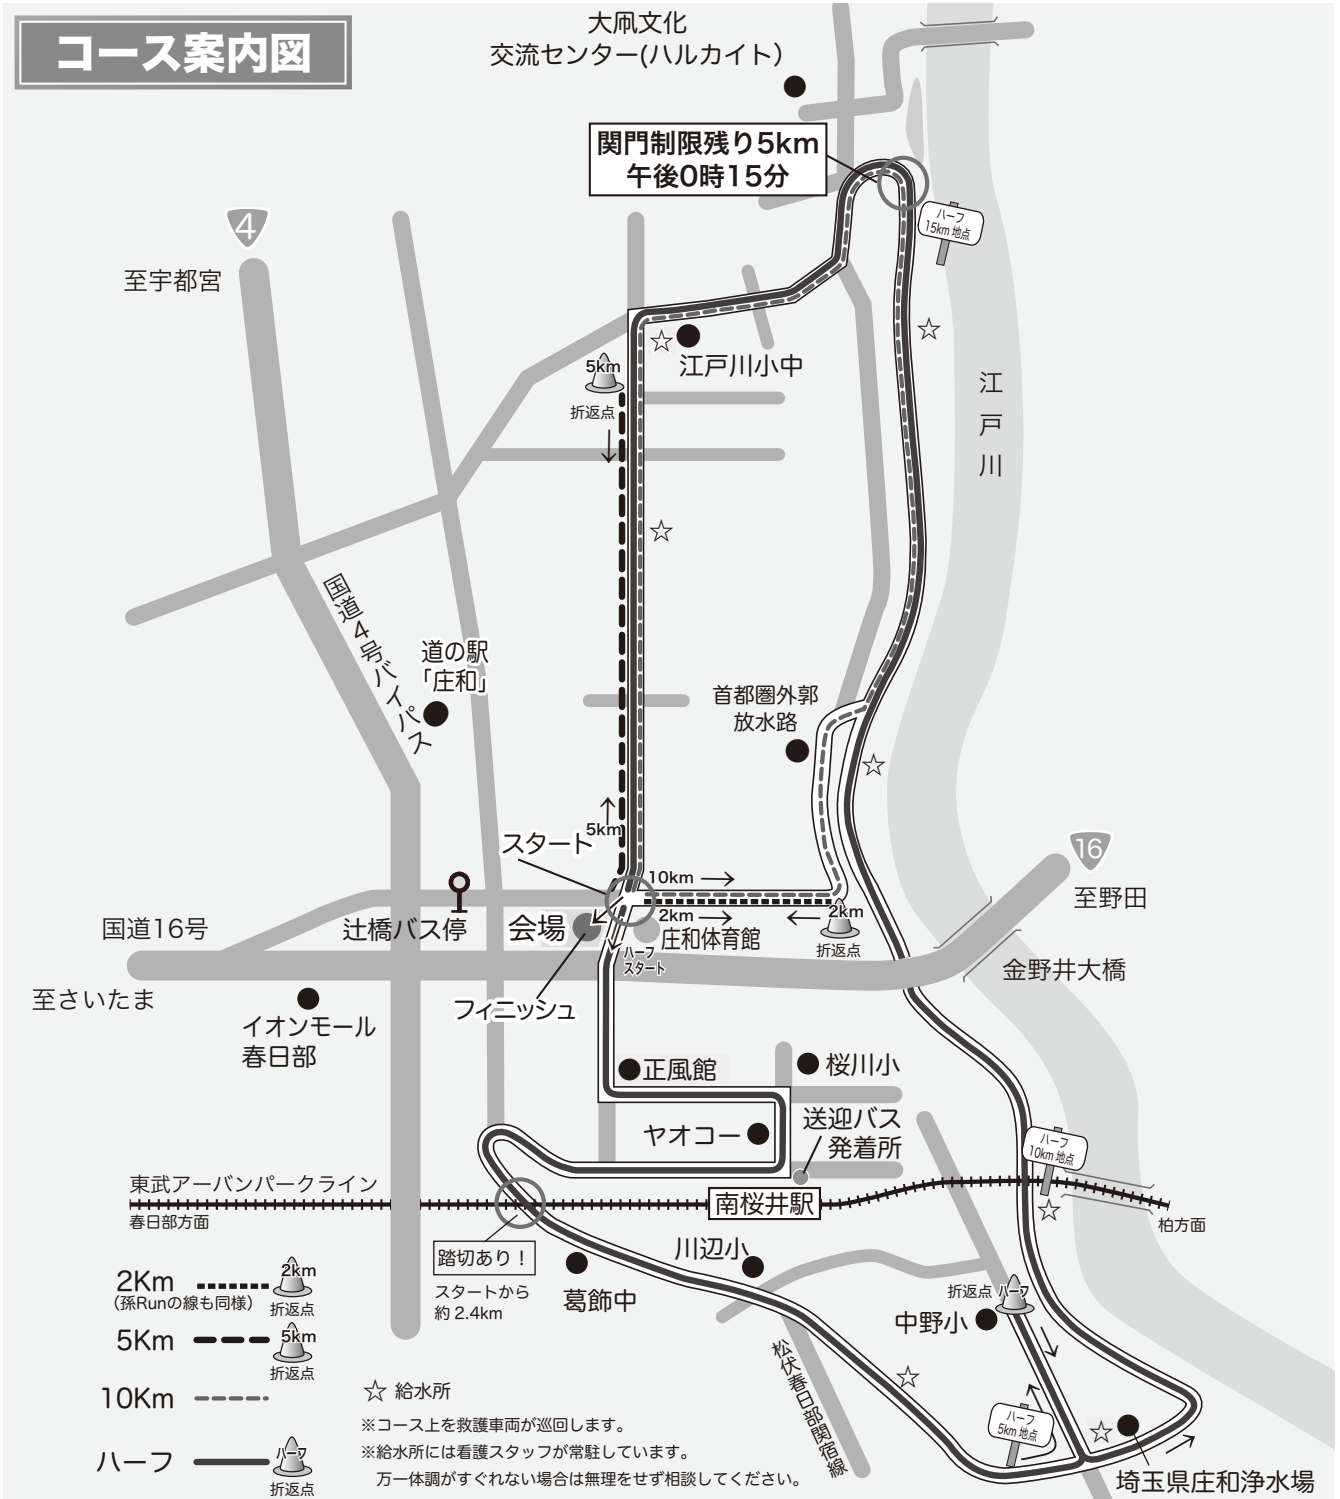 コース案内図
大凧文化
交流センター(ハルカイト)
関門制限残り5km
午後0時15分
ハーフ
15km 地点
4
至宇都宮
5km
折返点
江戸川小中
江戸川
国道4号バイパス
道の駅
「庄和」
首都圏外郭
放水路
スタート
5km
10km
2km
2km
折返点
16
至野田
国道16号
辻橋バス停
会場
庄和体育館
ハーフ
スタート
金野井大橋
至さいたま
イオンモール
春日部
フィニッシュ
正風館
桜川小
ヤオコー
送迎バス
発着所
ハーフ
10km 地点
東武アーバンパークライン
春日部方面
南桜井駅
柏方面
踏切あり！
スタートから
約 2.4km
葛飾中
川辺小
折返点
ハーフ
中野小
松伏春日部関宿線
ハーフ
5km 地点
埼玉県庄和浄水場
2Km
(孫Runの線も同様)
2km
折返点
5Km
5km
折返点
10Km
ハーフ
ハーフ
折返点
☆ 給水所
※コース上を救護車両が巡回します。
※給水所には看護スタッフが常駐しています。
万一体調がすぐれない場合は無理をせず相談してください。